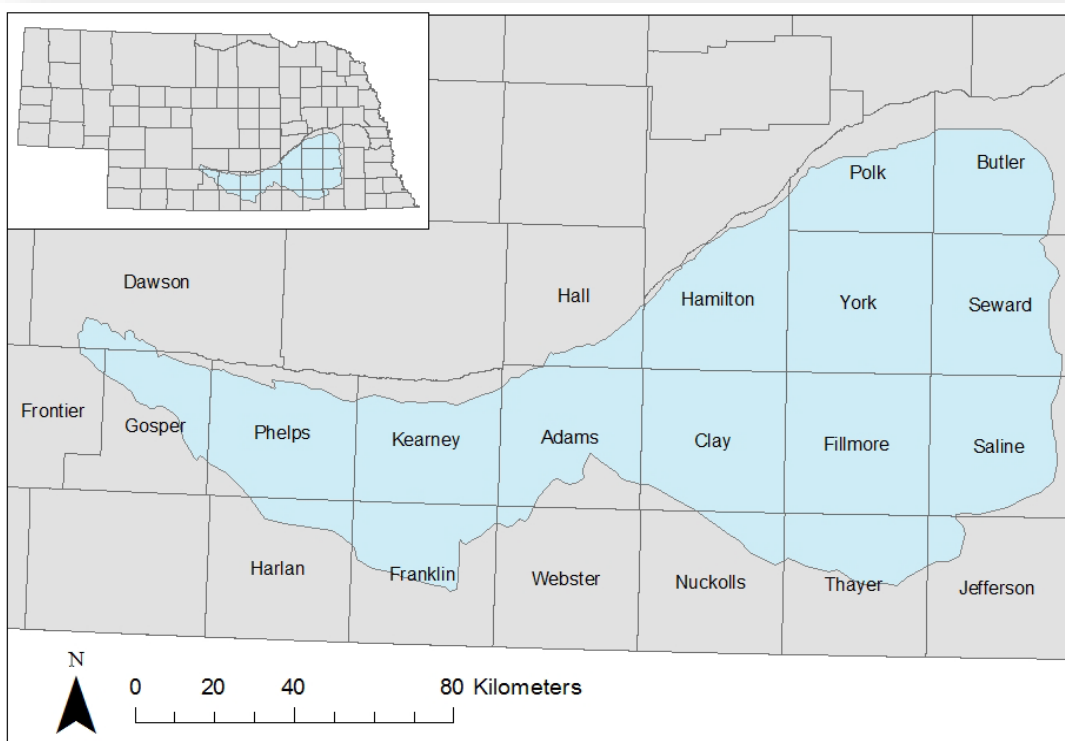 Polk
Butler
Dawson
Hall
Hamilton
York
Seward
Frontier
Gosper
Phelps
Kearney
Adams
Clay
Fillmore
Saline
Harlan
Franklin
Webster
Nuckolls
Thayer
Jefferson
N
0 20 40 80 Kilometers